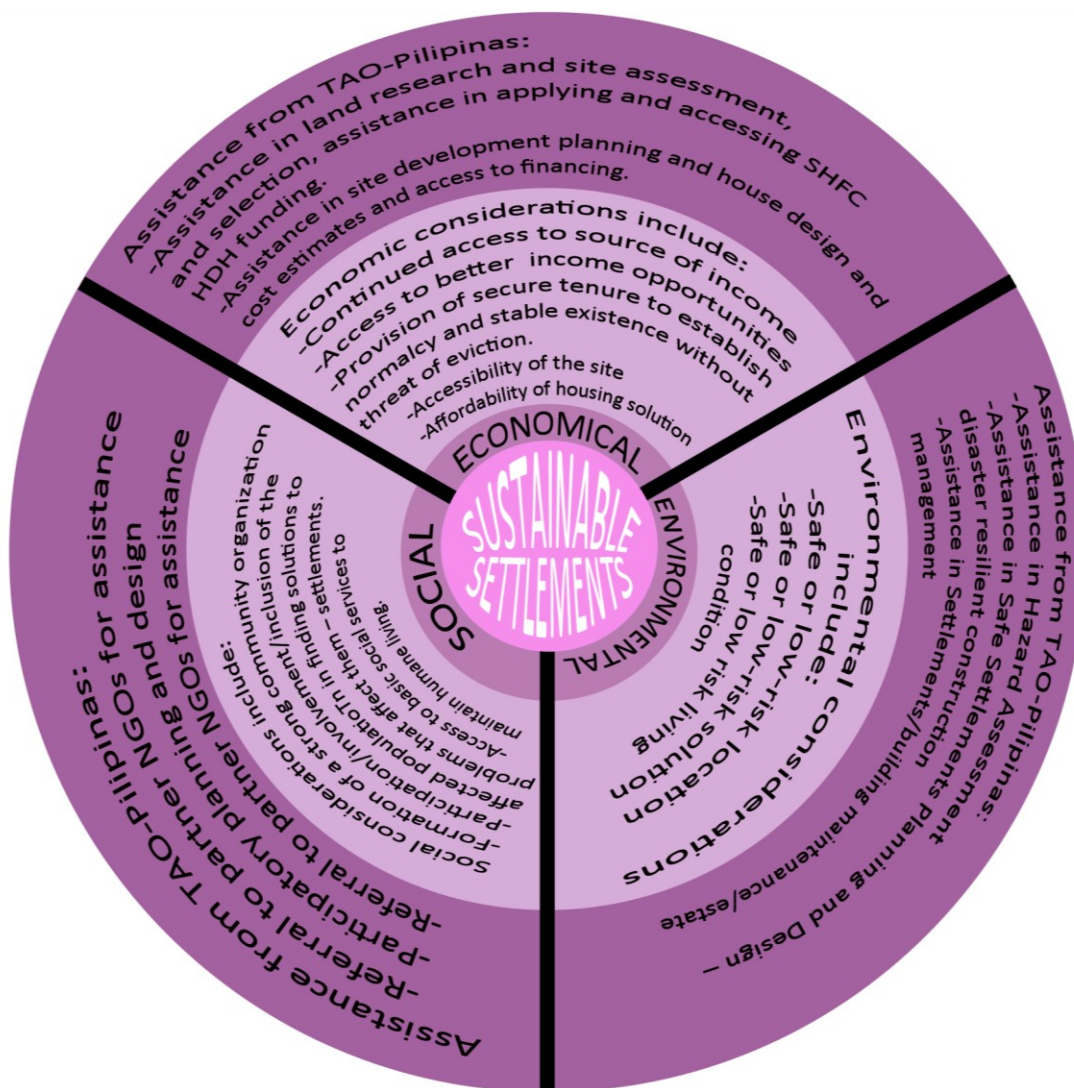 Assistance from TAO-Pilipinas:
-Assistance in land research and site assessment,
and selection, assistance in applying and accessing SHFC
HDH funding.
-Assistance in site development planning and house design and
cost estimates and access to financing.
Economic considerations include:
-Continued access to source of income
-Access to better income opportunities
-Provision of secure tenure to establish
normalcy and stable existence without
threat of eviction.
-Accessibility of the site
-Affordability of housing solution
ECONOMICAL
SUSTAINABLE
SETTLEMENTS
ENVIRONMENTAL
Environmental considerations
include:
-Safe or low-risk location
-Safe or low-risk solution
-Safe or low risk living
condition
Assistance from TAO-Pilipinas:
-Assistance in Hazard Assessment
-Assistance in Safe Settlements Planning and Design –
disaster resilient construction
-Assistance in Settlements/building maintenance/estate
management
SOCIAL
Social considerations include:
-Formation of a strong community organization
-Participation/involvement/inclusion of the
affected populatioTn in finding solutions to
problems that affect then – settlements.
-Access to basic social services to
maintain humane living.
Assistance from TAO-Pilipinas:
-Referral to partner NGOS for assistance
-Participatory planning and design
-Referral to partner NGOs for assistance